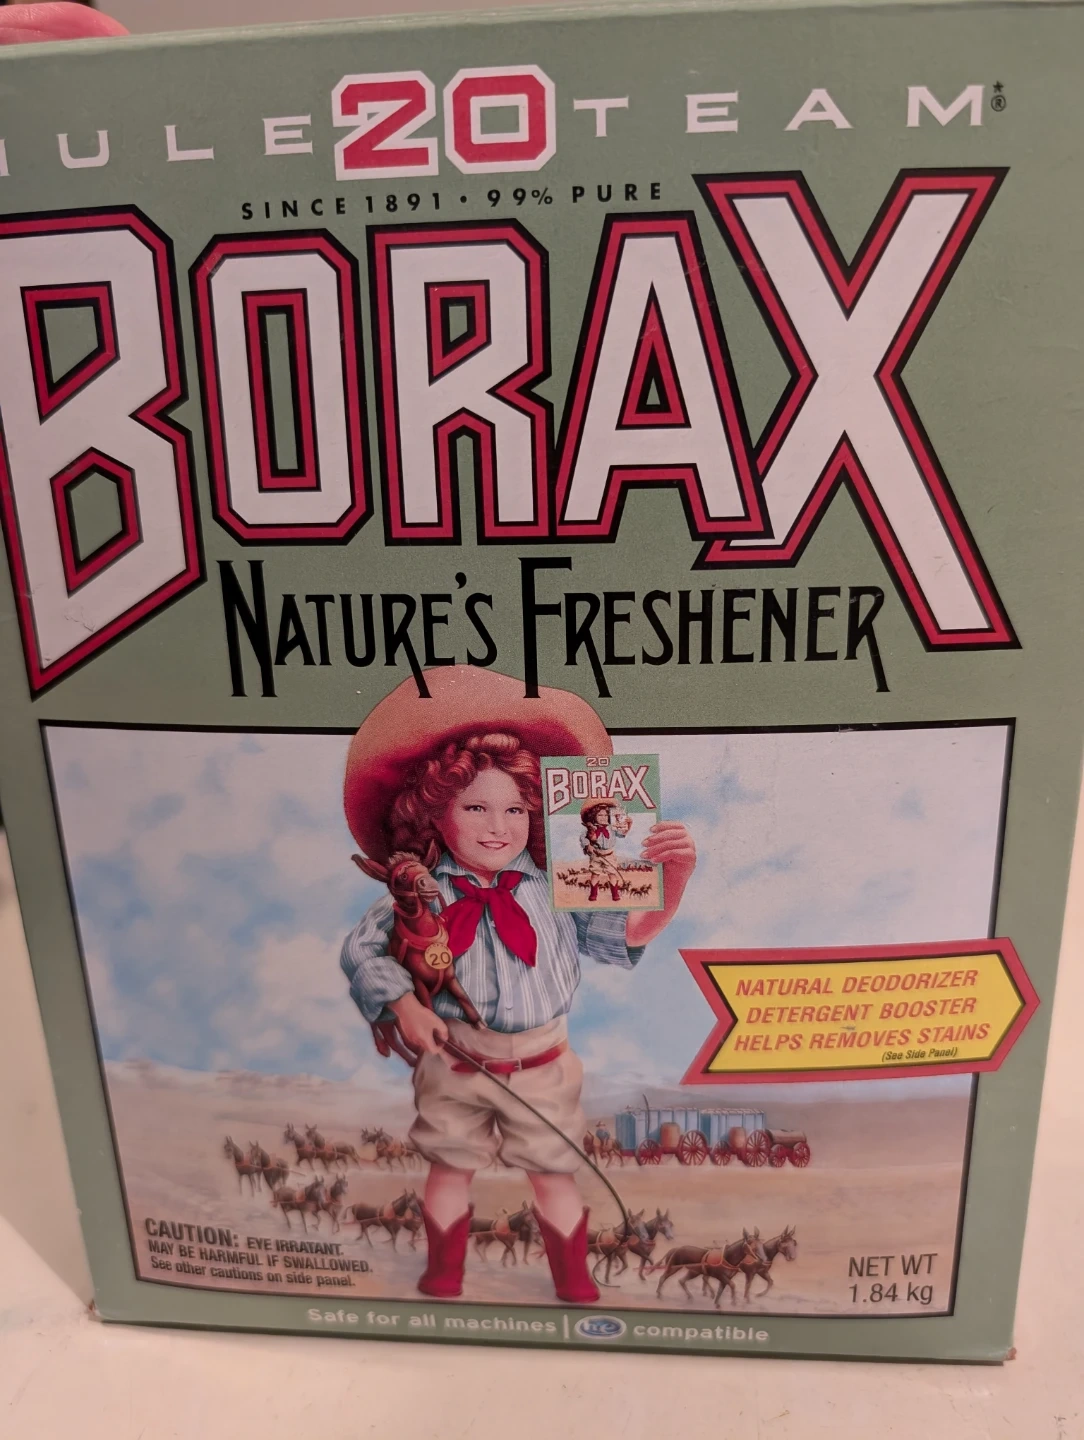 MULE 20 TEAM®
SINCE 1891 • 99% PURE
BORAX
NATURE'S FRESHENER
20
BORAX
20
NATURAL DEODORIZER
DETERGENT BOOSTER
HELPS REMOVES STAINS
(See Side Panel)
CAUTION: EYE IRRATANT.
MAY BE HARMFUL IF SWALLOWED.
See other cautions on side panel.
NET WT
1.84 kg
Safe for all machines | he compatible